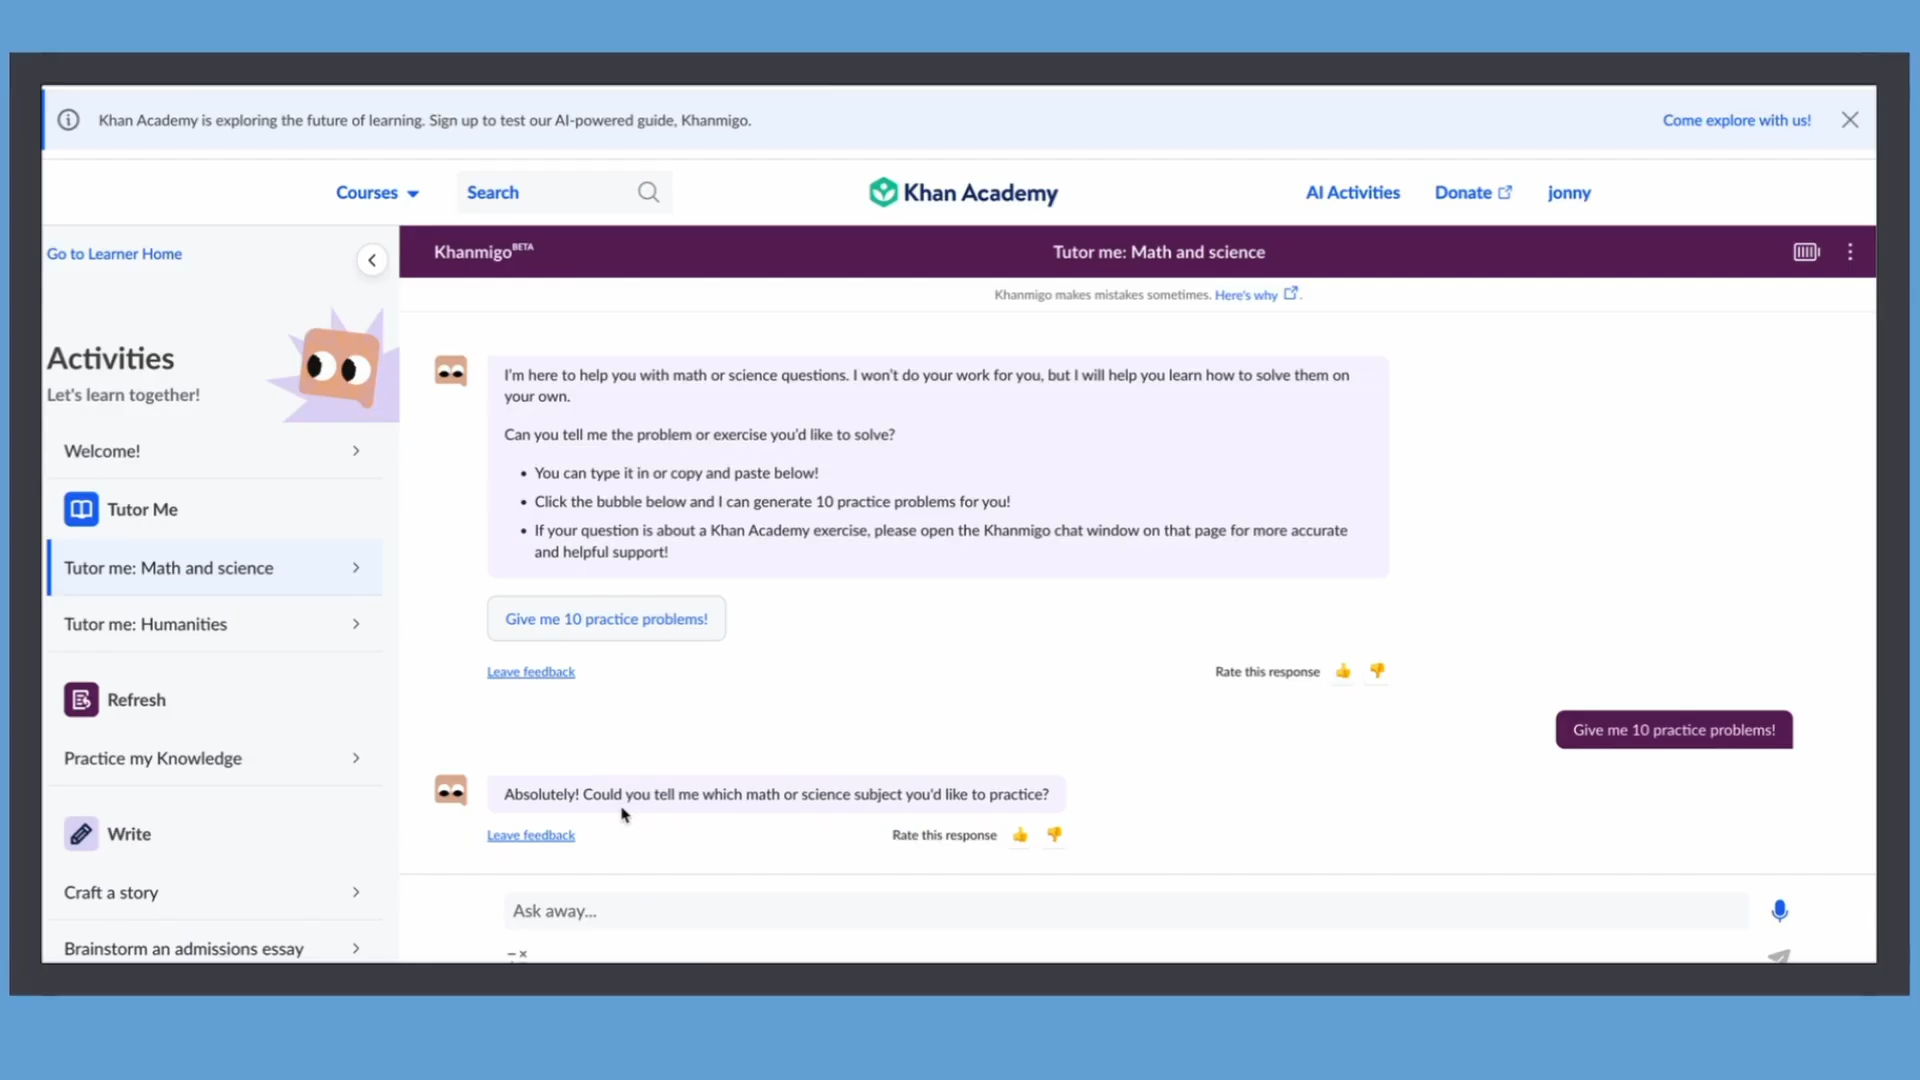 Khan Academy is exploring the future of learning. Sign up to test our AI-powered guide, Khanmigo.
Come explore with us!
Courses
Search
Khan Academy
AI Activities
Donate
jonny
Go to Learner Home
Activities
Let's learn together!
Welcome!
Tutor Me
Tutor me: Math and science
Tutor me: Humanities
Refresh
Practice my Knowledge
Write
Craft a story
Brainstorm an admissions essay
Khanmigo BETA
Tutor me: Math and science
Khanmigo makes mistakes sometimes. Here's why.
I'm here to help you with math or science questions. I won't do your work for you, but I will help you learn how to solve them on
your own.
Can you tell me the problem or exercise you'd like to solve?
• You can type it in or copy and paste below!
• Click the bubble below and I can generate 10 practice problems for you!
• If your question is about a Khan Academy exercise, please open the Khanmigo chat window on that page for more accurate
and helpful support!
Give me 10 practice problems!
Leave feedback
Rate this response
Give me 10 practice problems!
Absolutely! Could you tell me which math or science subject you'd like to practice?
Leave feedback
Rate this response
Ask away...